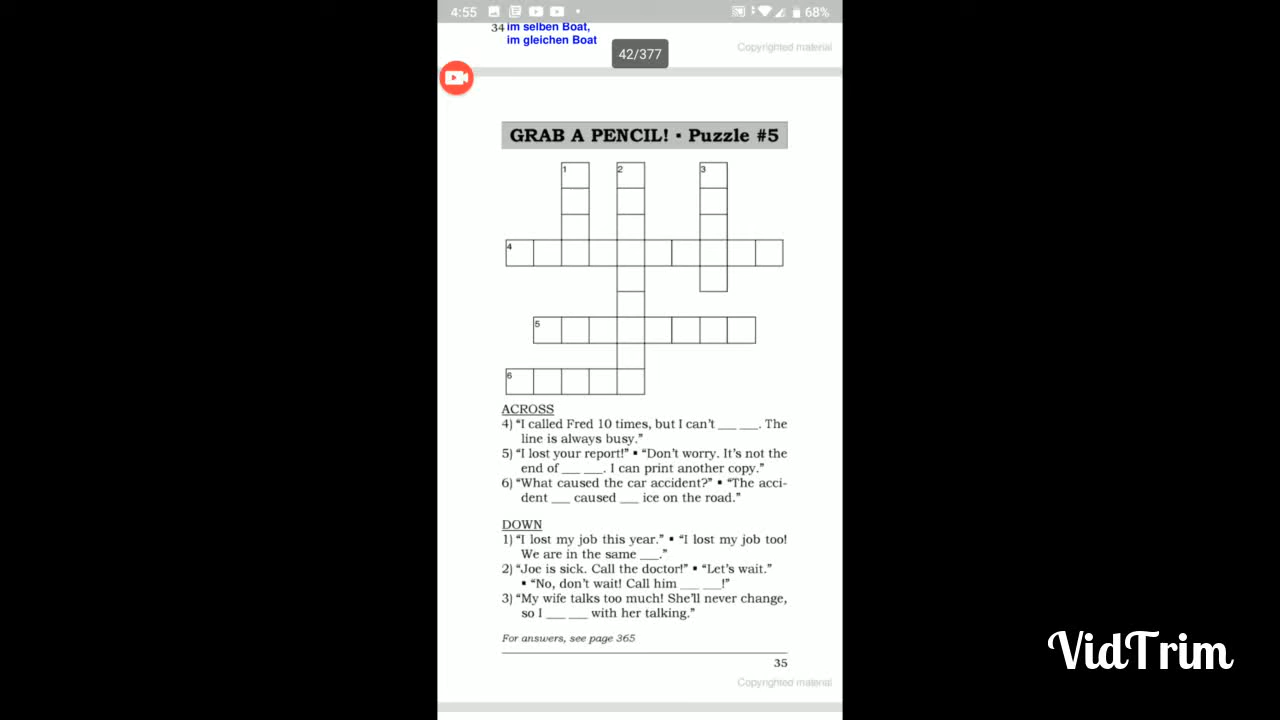 4:55 68%
34 im selben Boat,
im gleichen Boat
42/377
Copyrighted material
GRAB A PENCIL! ▪ Puzzle #5
1 2 3
4
5
6
ACROSS
4) “I called Fred 10 times, but I can’t ___ ___. The
line is always busy.”
5) “I lost your report!” ▪ “Don’t worry. It’s not the
end of ___ ___. I can print another copy.”
6) “What caused the car accident?” ▪ “The acci-
dent ___ caused ___ ice on the road.”
DOWN
1) “I lost my job this year.” ▪ “I lost my job too!
We are in the same ___.”
2) “Joe is sick. Call the doctor!” ▪ “Let’s wait.”
▪ “No, don’t wait! Call him ___ ___!”
3) “My wife talks too much! She’ll never change,
so I ___ ___ with her talking.”
For answers, see page 365
35
Copyrighted material
VidTrim